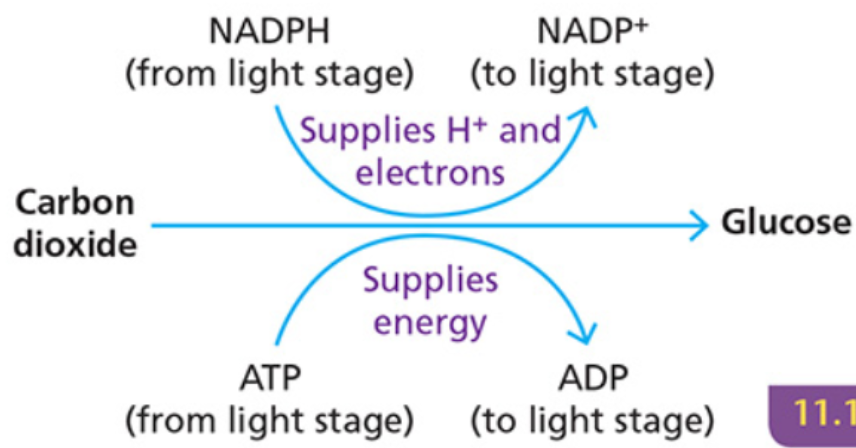 NADPH
(from light stage)
NADP+
(to light stage)
Supplies H+ and
electrons
Carbon
dioxide
Glucose
Supplies
energy
ATP
(from light stage)
ADP
(to light stage)
11.1